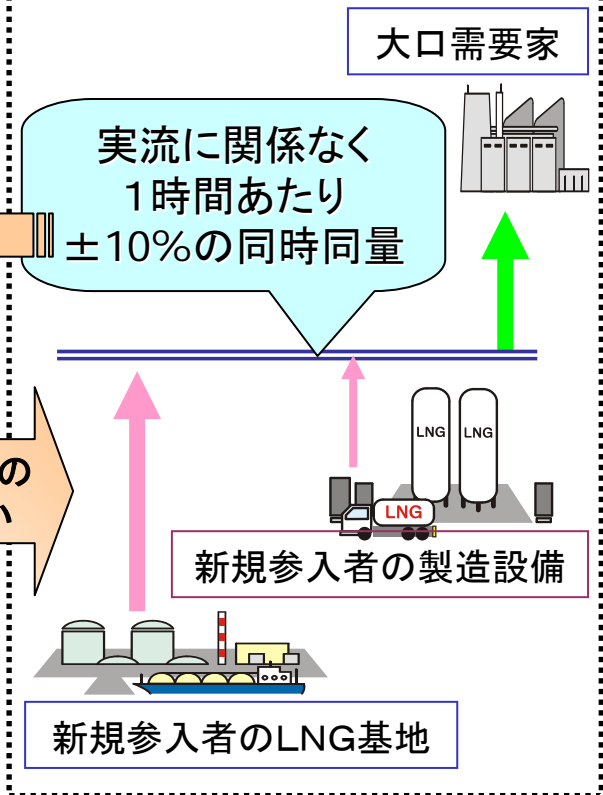 大口需要家
実流に関係なく
1時間あたり
±10%の同時同量
LNG LNG
の
い
LNG
新規参入者の製造設備
新規参入者のLNG基地